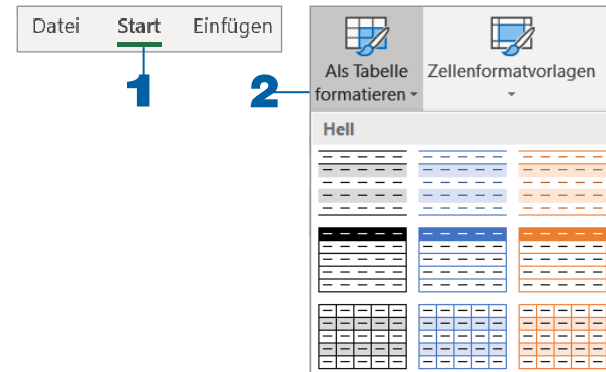 Datei Start Einfügen
1
2
Als Tabelle formatieren
Zellenformatvorlagen
Hell